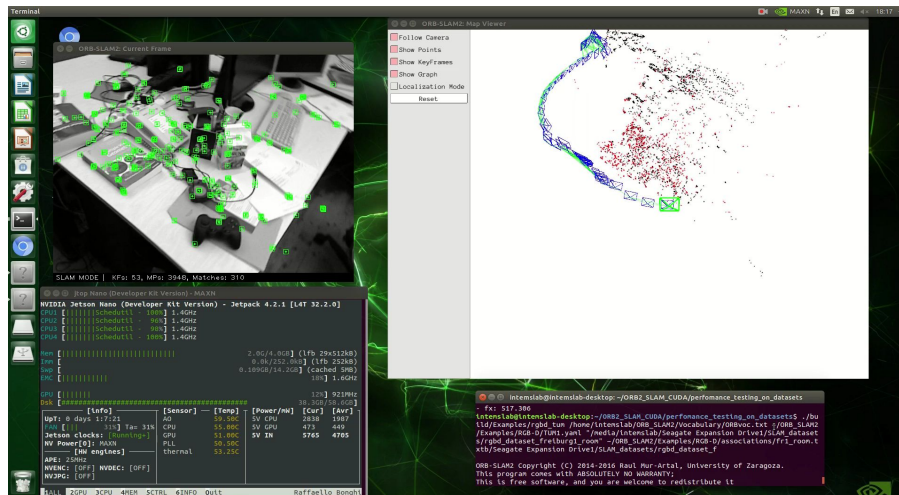 Terminal
MAXN
En
18:17
ORB-SLAM2: Current Frame
SLAM MODE | KFs: 53, MPs: 3948, Matches: 310
ORB-SLAM2: Map Viewer
Follow Camera
Show Points
Show KeyFrames
Show Graph
Localization Mode
Reset
jtop Nano (Developer Kit Version) - MAXN
NVIDIA Jetson Nano (Developer Kit Version) - Jetpack 4.2.1 [L4T 32.2.0]
CPU1 [|||||||Schedutil - 100%] 1.4GHz
CPU2 [|||||||Schedutil - 96%] 1.4GHz
CPU3 [|||||||Schedutil - 98%] 1.4GHz
CPU4 [|||||||Schedutil - 100%] 1.4GHz
Mem [ 2.0G/4.0GB] (lfb 29x512kB)
Imm [ 0.0k/252.0kB] (lfb 252kB)
Swp [ 0.109GB/14.2GB] (cached 5MB)
EMC [ 18%] 1.6GHz
GPU [ 12%] 921MHz
Dsk [ 38.3GB/58.0GB]
[info] [Sensor] [Temp] [Power/mW] [Cur] [Avr]
UpT: 0 days 1:7:21 AO 59.50C 5V CPU 2838 1987
FAN [ 31%] Ta= 31% CPU 55.00C 5V GPU 473 449
Jetson clocks: [Running+] GPU 51.00C 5V IN 5765 4705
NV Power[0]: MAXN PLL 50.50C
[HW engines] thermal 53.25C
APE: 25MHz
NVENC: [OFF] NVDEC: [OFF]
NVJPG: [OFF]
1ALL 2GPU 3CPU 4MEM 5CTRL 6INFO Quit Raffaello Bonghi
intemslab@intemslab-desktop: ~/ORB2_SLAM_CUDA/perfomance_testing_on_datasets
- fx: 517.306
intemslab@intemslab-desktop:~/ORB2_SLAM_CUDA/perfomance_testing_on_datasets$ ./bu
ild/Examples/rgbd_tum /home/intemslab/ORB_SLAM2/Vocabulary/ORBvoc.txt ~/ORB_SLAM2
/Examples/RGB-D/TUM1.yaml "/media/intemslab/Seagate Expansion Drive1/SLAM_dataset
s/rgbd_dataset_freiburg1_room" ~/ORB_SLAM2/Examples/RGB-D/associations/fr1_room.t
xtb/Seagate Expansion Drive1/SLAM_datasets/rgbd_dataset_f
ORB-SLAM2 Copyright (C) 2014-2016 Raul Mur-Artal, University of Zaragoza.
This program comes with ABSOLUTELY NO WARRANTY;
This is free software, and you are welcome to redistribute it